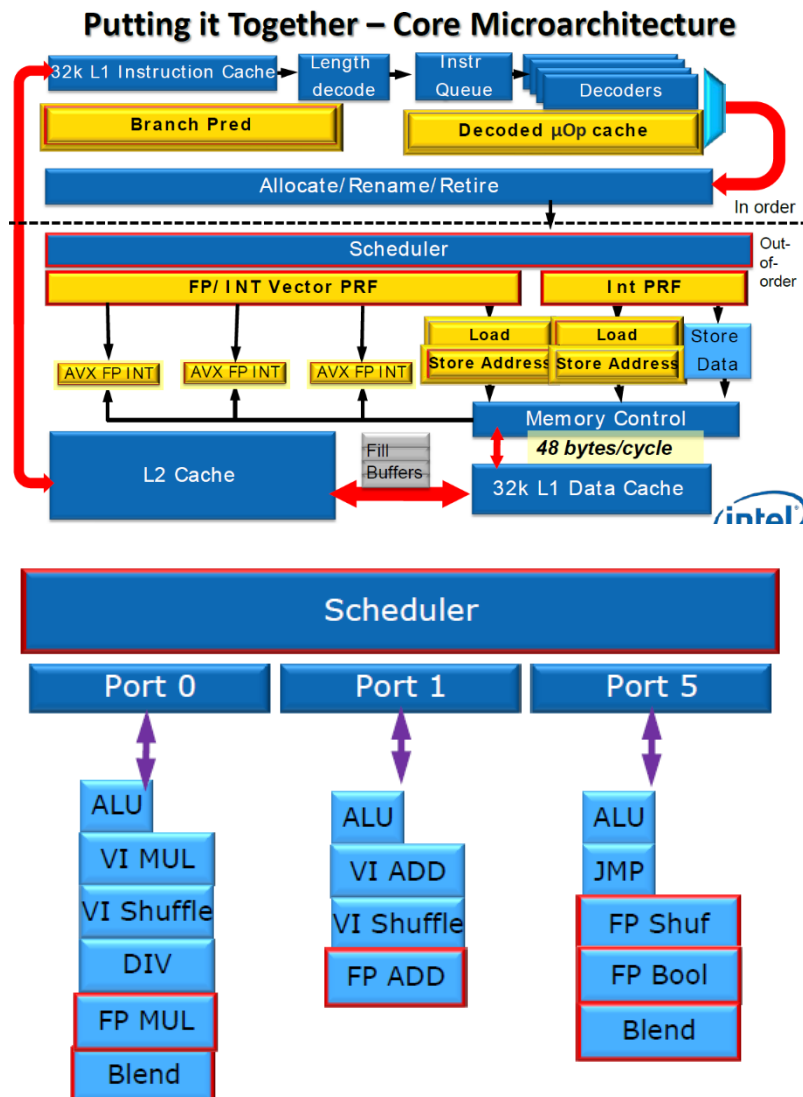 Putting it Together – Core Microarchitecture
32k L1 Instruction Cache
Length
decode
Instr
Queue
Decoders
Branch Pred
Decoded μOp cache
Allocate/Rename/Retire
In order
Scheduler
Out-
of-
order
FP/ INT Vector PRF
Int PRF
Load
Load
Store
Data
Store Address
Store Address
AVX FP INT
AVX FP INT
AVX FP INT
Memory Control
48 bytes/cycle
L2 Cache
Fill
Buffers
32k L1 Data Cache
intel
Scheduler
Port 0
Port 1
Port 5
ALU
VI MUL
VI Shuffle
DIV
FP MUL
Blend
ALU
VI ADD
VI Shuffle
FP ADD
ALU
JMP
FP Shuf
FP Bool
Blend